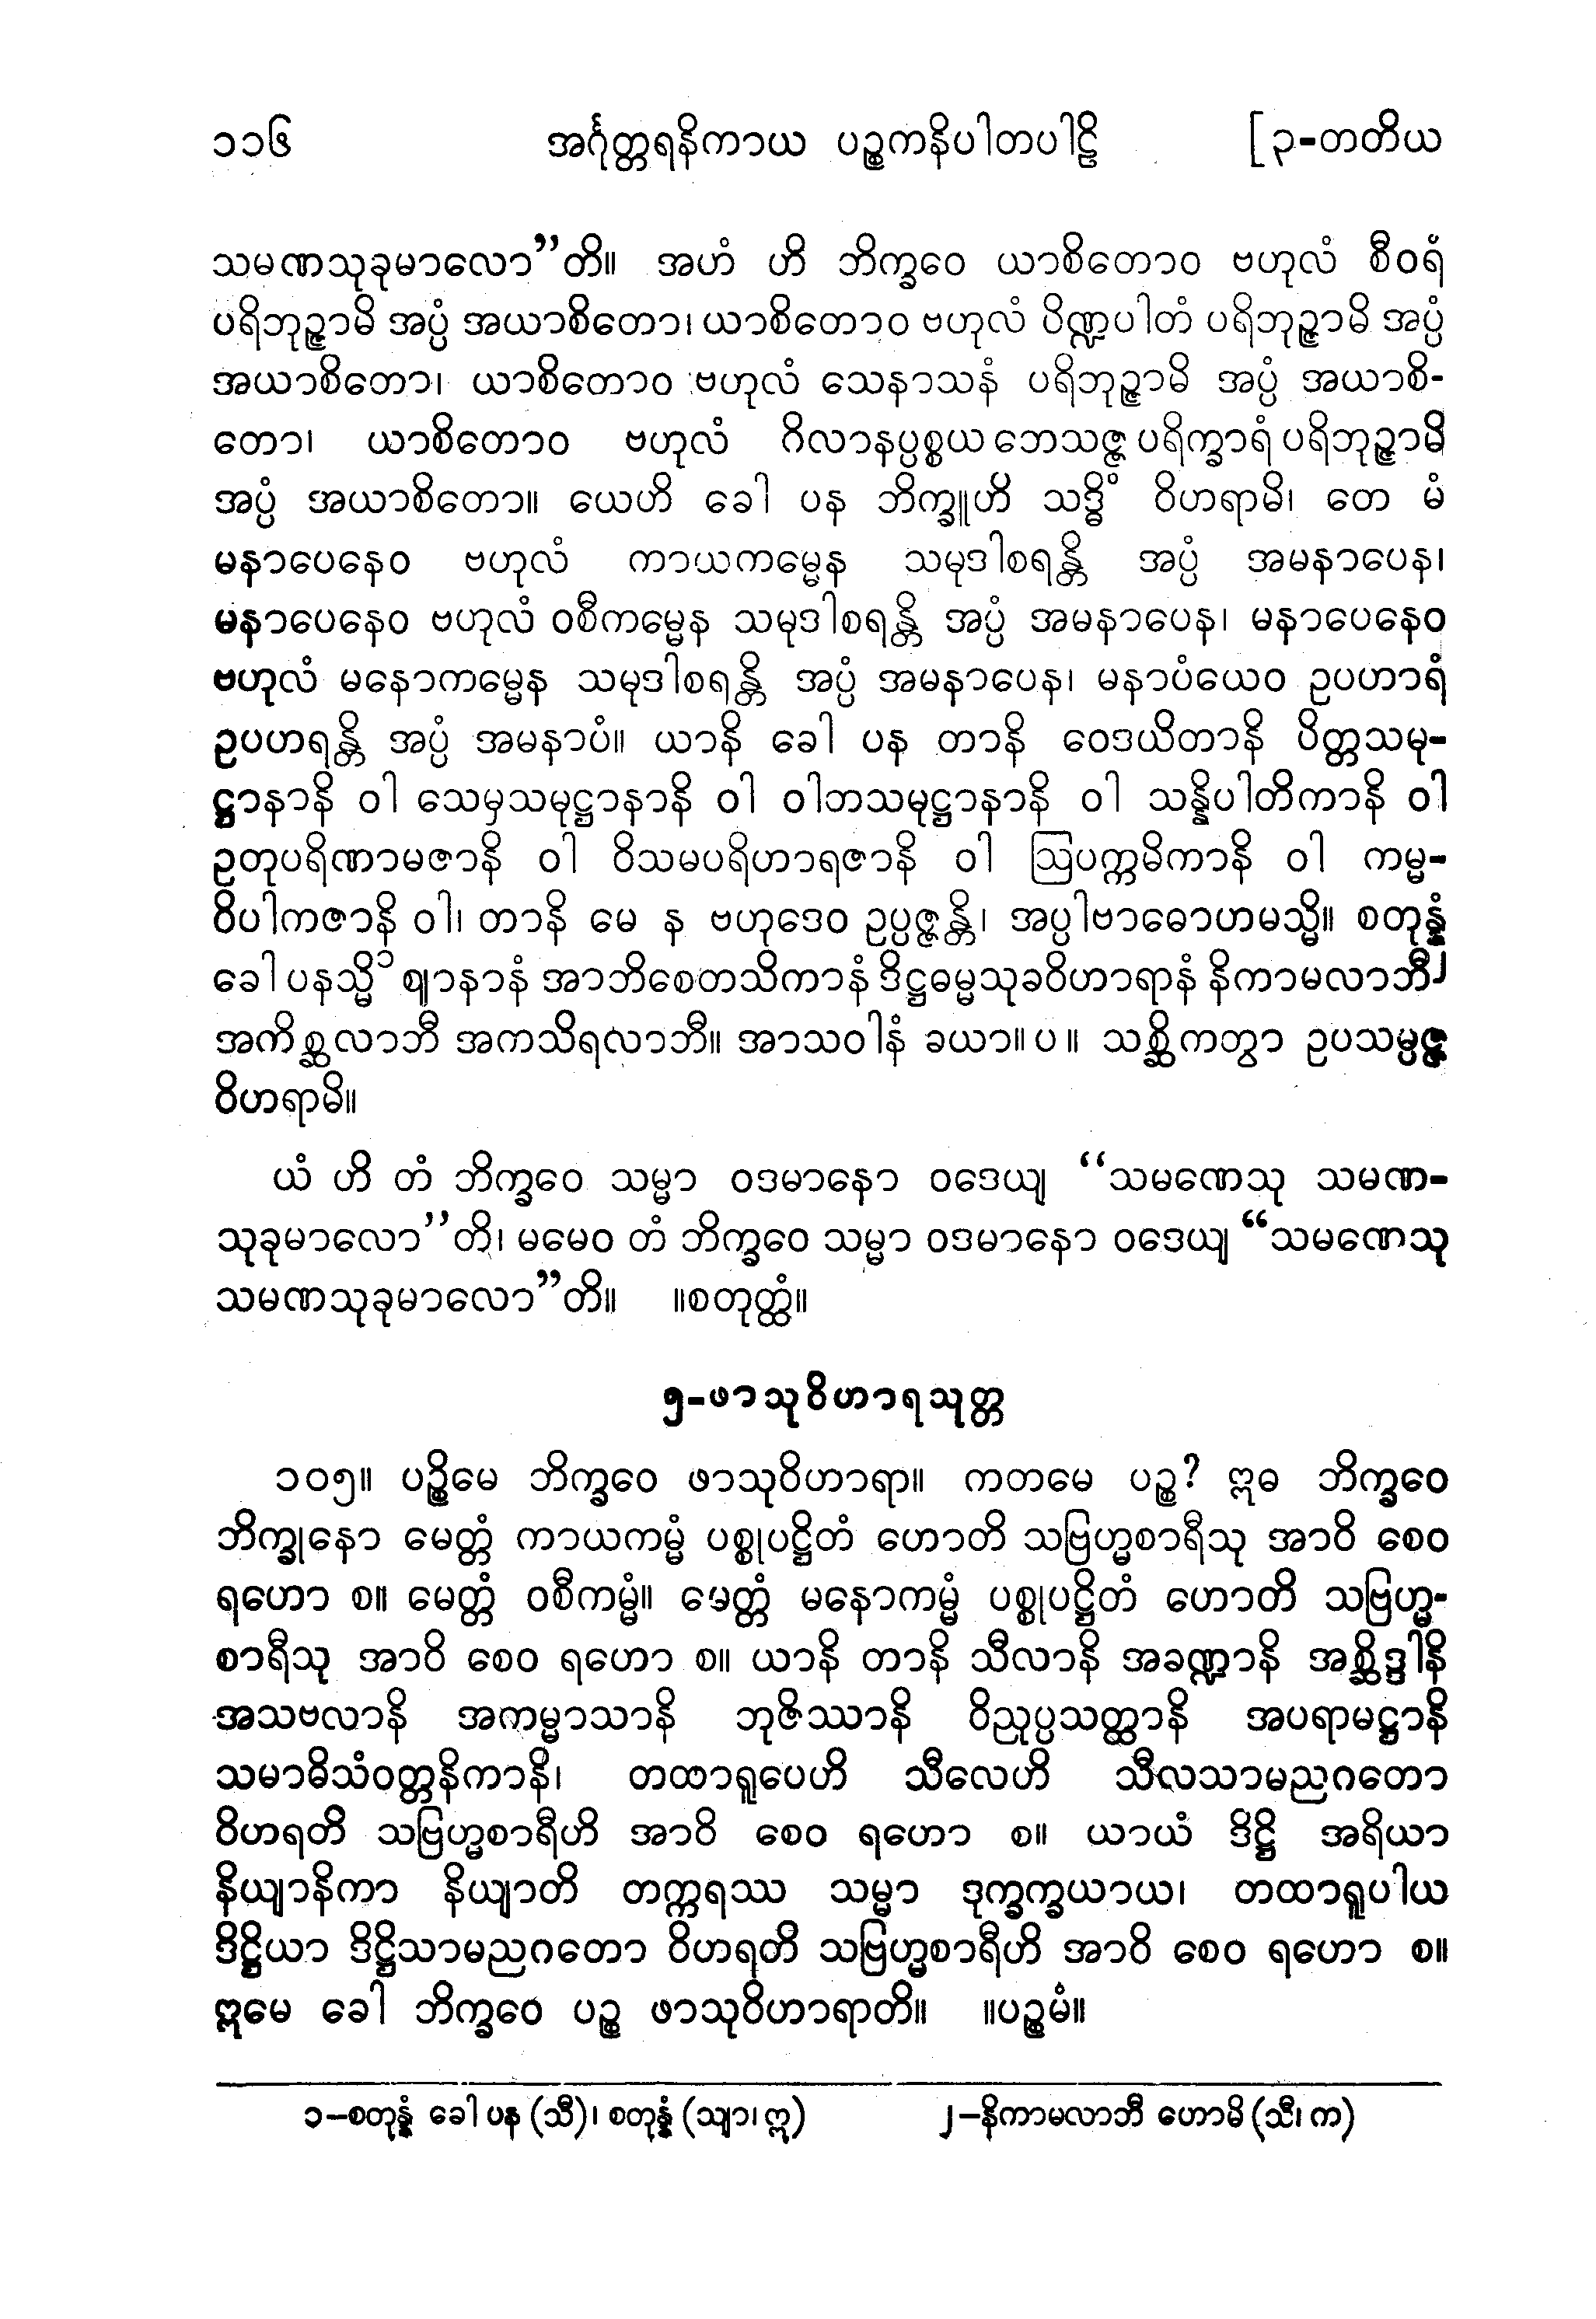 ၁၁၆ အင်္ဂုတ္တရနိကာယ ပဉ္စကနိပါတပါဠိ [ ၃-တတိယ
သမဏသုခုမာလော”တိ။ အဟံ ဟိ ဘိက္ခဝေ ယာစိတောဝ ဗဟုလံ စီဝရံ
ပရိဘုဉ္ဇာမိ အပ္ပံ အယာစိတော၊ ယာစိတောဝ ဗဟုလံ ပိဏ္ဍပါတံ ပရိဘုဉ္ဇာမိ အပ္ပံ
အယာစိတော၊ ယာစိတောဝ ဗဟုလံ သေနာသနံ ပရိဘုဉ္ဇာမိ အပ္ပံ အယာစိ-
တော၊ ယာစိတောဝ ဗဟုလံ ဂိလာနပ္ပစ္စယ ဘေသဇ္ဇ ပရိက္ခာရံ ပရိဘုဉ္ဇာမိ
အပ္ပံ အယာစိတော။ ယေဟိ ခေါ ပန ဘိက္ခူဟိ သဒ္ဓိံ ဝိဟရာမိ၊ တေ မံ
မနာပေနေဝ ဗဟုလံ ကာယကမ္မေန သမုဒါစရန္တိ အပ္ပံ အမနာပေန၊
မနာပေနေဝ ဗဟုလံ ဝစီကမ္မေန သမုဒါစရန္တိ အပ္ပံ အမနာပေန၊ မနာပေနေဝ
ဗဟုလံ မနောကမ္မေန သမုဒါစရန္တိ အပ္ပံ အမနာပေန၊ မနာပံယေဝ ဥပဟာရံ
ဥပဟရန္တိ အပ္ပံ အမနာပံ။ ယာနိ ခေါ ပန တာနိ ဝေဒယိတာနိ ပိတ္တသမု-
ဋ္ဌာနာနိ ဝါ သေမှသမုဋ္ဌာနာနိ ဝါ ဝါတသမုဋ္ဌာနာနိ ဝါ သန္နိပါတိကာနိ ဝါ
ဥတုပရိဏာမဇာနိ ဝါ ဝိသမပရိဟာရဇာနိ ဝါ ဩပက္ကမိကာနိ ဝါ ကမ္မ-
ဝိပါကဇာနိ ဝါ၊ တာနိ မေ န ဗဟုဒေဝ ဥပ္ပဇ္ဇန္တိ၊ အပ္ပါဗာဓောဟမသ္မိ။ စတုန္နံ
ခေါ ပနသ္မိံ ၁ ဈာနာနံ အာဘိစေတသိကာနံ ဒိဋ္ဌဓမ္မသုခဝိဟာရာနံ နိကာမလာဘီ ၂
အကိစ္ဆလာဘီ အကသိရလာဘီ။ အာသဝါနံ ခယာ။ ပ ။ သစ္ဆိကတွာ ဥပသမ္ပဇ္ဇ
ဝိဟရာမိ။
ယံ ဟိ တံ ဘိက္ခဝေ သမ္မာ ဝဒမာနော ဝဒေယျ “သမဏေသု သမဏ-
သုခုမာလော”တိ၊ မမေဝ တံ ဘိက္ခဝေ သမ္မာ ဝဒမာနော ဝဒေယျ “သမဏေသု
သမဏသုခုမာလော”တိ။ ။စတုတ္ထံ။
၅-ဖာသုဝိဟာရသုတ္တ
၁၀၅။ ပဉ္စိမေ ဘိက္ခဝေ ဖာသုဝိဟာရာ။ ကတမေ ပဉ္စ? ဣဓ ဘိက္ခဝေ
ဘိက္ခုနော မေတ္တံ ကာယကမ္မံ ပစ္စုပဋ္ဌိတံ ဟောတိ သဗြဟ္မစာရီသု အာဝိ စေဝ
ရဟော စ။ မေတ္တံ ဝစီကမ္မံ။ မေတ္တံ မနောကမ္မံ ပစ္စုပဋ္ဌိတံ ဟောတိ သဗြဟ္မ-
စာရီသု အာဝိ စေဝ ရဟော စ။ ယာနိ တာနိ သီလာနိ အခဏ္ဍာနိ အစ္ဆိဒ္ဒါနိ
အသဗလာနိ အကမ္မာသာနိ ဘုဇိဿာနိ ဝိညုပ္ပသတ္ထာနိ အပရာမဋ္ဌာနိ
သမာဓိသံဝတ္တနိကာနိ၊ တထာရူပေဟိ သီလေဟိ သီလသာမညဂတော
ဝိဟရတိ သဗြဟ္မစာရီဟိ အာဝိ စေဝ ရဟော စ။ ယာယံ ဒိဋ္ဌိ အရိယာ
နိယျာနိကာ နိယျာတိ တက္ကရဿ သမ္မာ ဒုက္ခက္ခယာယ၊ တထာရူပါယ
ဒိဋ္ဌိယာ ဒိဋ္ဌိသာမညဂတော ဝိဟရတိ သဗြဟ္မစာရီဟိ အာဝိ စေဝ ရဟော စ။
ဣမေ ခေါ ဘိက္ခဝေ ပဉ္စ ဖာသုဝိဟာရာတိ။ ။ပဉ္စမံ။
၁–စတုန္နံ ခေါ ပန (သီ)၊ စတုန္နံ (သျာ၊ ဣ) ၂–နိကာမလာဘီ ဟောမိ (သီ၊ က)